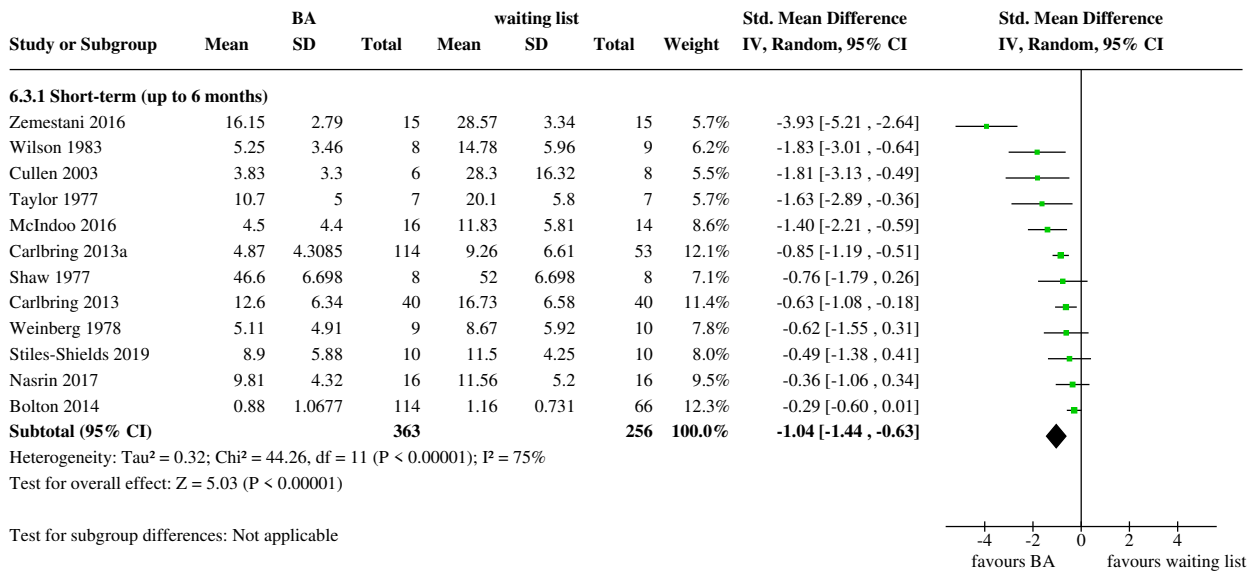 BA waiting list Std. Mean Difference Std. Mean Difference
Study or Subgroup Mean SD Total Mean SD Total Weight IV, Random, 95% CI IV, Random, 95% CI
6.3.1 Short-term (up to 6 months)
Zemestani 2016 16.15 2.79 15 28.57 3.34 15 5.7% -3.93 [-5.21 , -2.64]
Wilson 1983 5.25 3.46 8 14.78 5.96 9 6.2% -1.83 [-3.01 , -0.64]
Cullen 2003 3.83 3.3 6 28.3 16.32 8 5.5% -1.81 [-3.13 , -0.49]
Taylor 1977 10.7 5 7 20.1 5.8 7 5.7% -1.63 [-2.89 , -0.36]
McIndoo 2016 4.5 4.4 16 11.83 5.81 14 8.6% -1.40 [-2.21 , -0.59]
Carlbring 2013a 4.87 4.3085 114 9.26 6.61 53 12.1% -0.85 [-1.19 , -0.51]
Shaw 1977 46.6 6.698 8 52 6.698 8 7.1% -0.76 [-1.79 , 0.26]
Carlbring 2013 12.6 6.34 40 16.73 6.58 40 11.4% -0.63 [-1.08 , -0.18]
Weinberg 1978 5.11 4.91 9 8.67 5.92 10 7.8% -0.62 [-1.55 , 0.31]
Stiles-Shields 2019 8.9 5.88 10 11.5 4.25 10 8.0% -0.49 [-1.38 , 0.41]
Nasrin 2017 9.81 4.32 16 11.56 5.2 16 9.5% -0.36 [-1.06 , 0.34]
Bolton 2014 0.88 1.0677 114 1.16 0.731 66 12.3% -0.29 [-0.60 , 0.01]
Subtotal (95% CI) 363 256 100.0% -1.04 [-1.44 , -0.63]
Heterogeneity: Tau² = 0.32; Chi² = 44.26, df = 11 (P < 0.00001); I² = 75%
Test for overall effect: Z = 5.03 (P < 0.00001)
Test for subgroup differences: Not applicable
-4 -2 0 2 4
favours BA favours waiting list